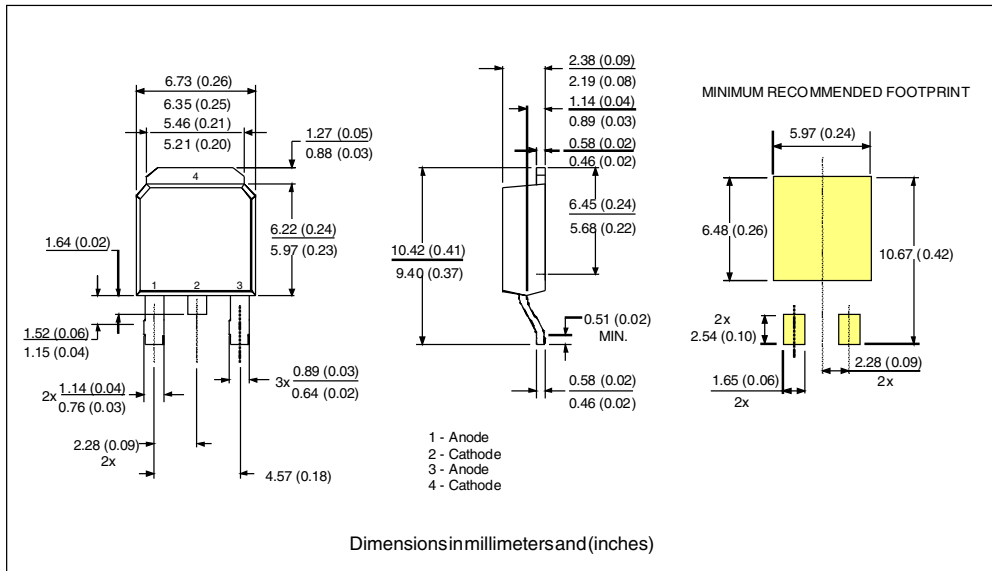 6.73 (0.26)
6.35 (0.25)
5.46 (0.21)
5.21 (0.20)
1.27 (0.05)
0.88 (0.03)
4
6.22 (0.24)
5.97 (0.23)
1.64 (0.02)
1 2 3
1.52 (0.06)
1.15 (0.04)
2x 1.14 (0.04)
0.76 (0.03)
3x 0.89 (0.03)
0.64 (0.02)
2.28 (0.09)
2x
4.57 (0.18)
2.38 (0.09)
2.19 (0.08)
1.14 (0.04)
0.89 (0.03)
0.58 (0.02)
0.46 (0.02)
6.45 (0.24)
5.68 (0.22)
10.42 (0.41)
9.40 (0.37)
0.51 (0.02)
MIN.
0.58 (0.02)
0.46 (0.02)
1 - Anode
2 - Cathode
3 - Anode
4 - Cathode
MINIMUM RECOMMENDED FOOTPRINT
5.97 (0.24)
6.48 (0.26)
10.67 (0.42)
2x
2.54 (0.10)
2.28 (0.09)
2x
1.65 (0.06)
2x
Dimensions in millimeters and (inches)